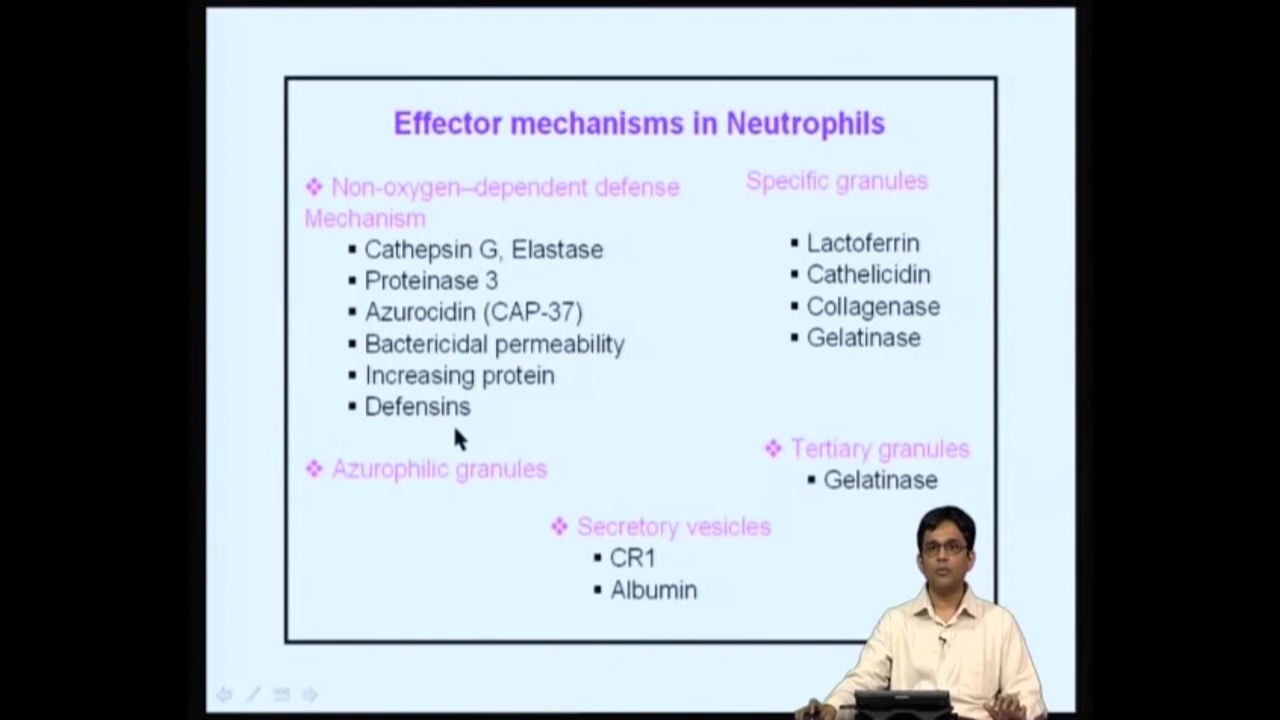 Effector mechanisms in Neutrophils
❖ Non-oxygen–dependent defense
Mechanism
▪ Cathepsin G, Elastase
▪ Proteinase 3
▪ Azurocidin (CAP-37)
▪ Bactericidal permeability
▪ Increasing protein
▪ Defensins
❖ Azurophilic granules
Specific granules
▪ Lactoferrin
▪ Cathelicidin
▪ Collagenase
▪ Gelatinase
❖ Tertiary granules
▪ Gelatinase
❖ Secretory vesicles
▪ CR1
▪ Albumin